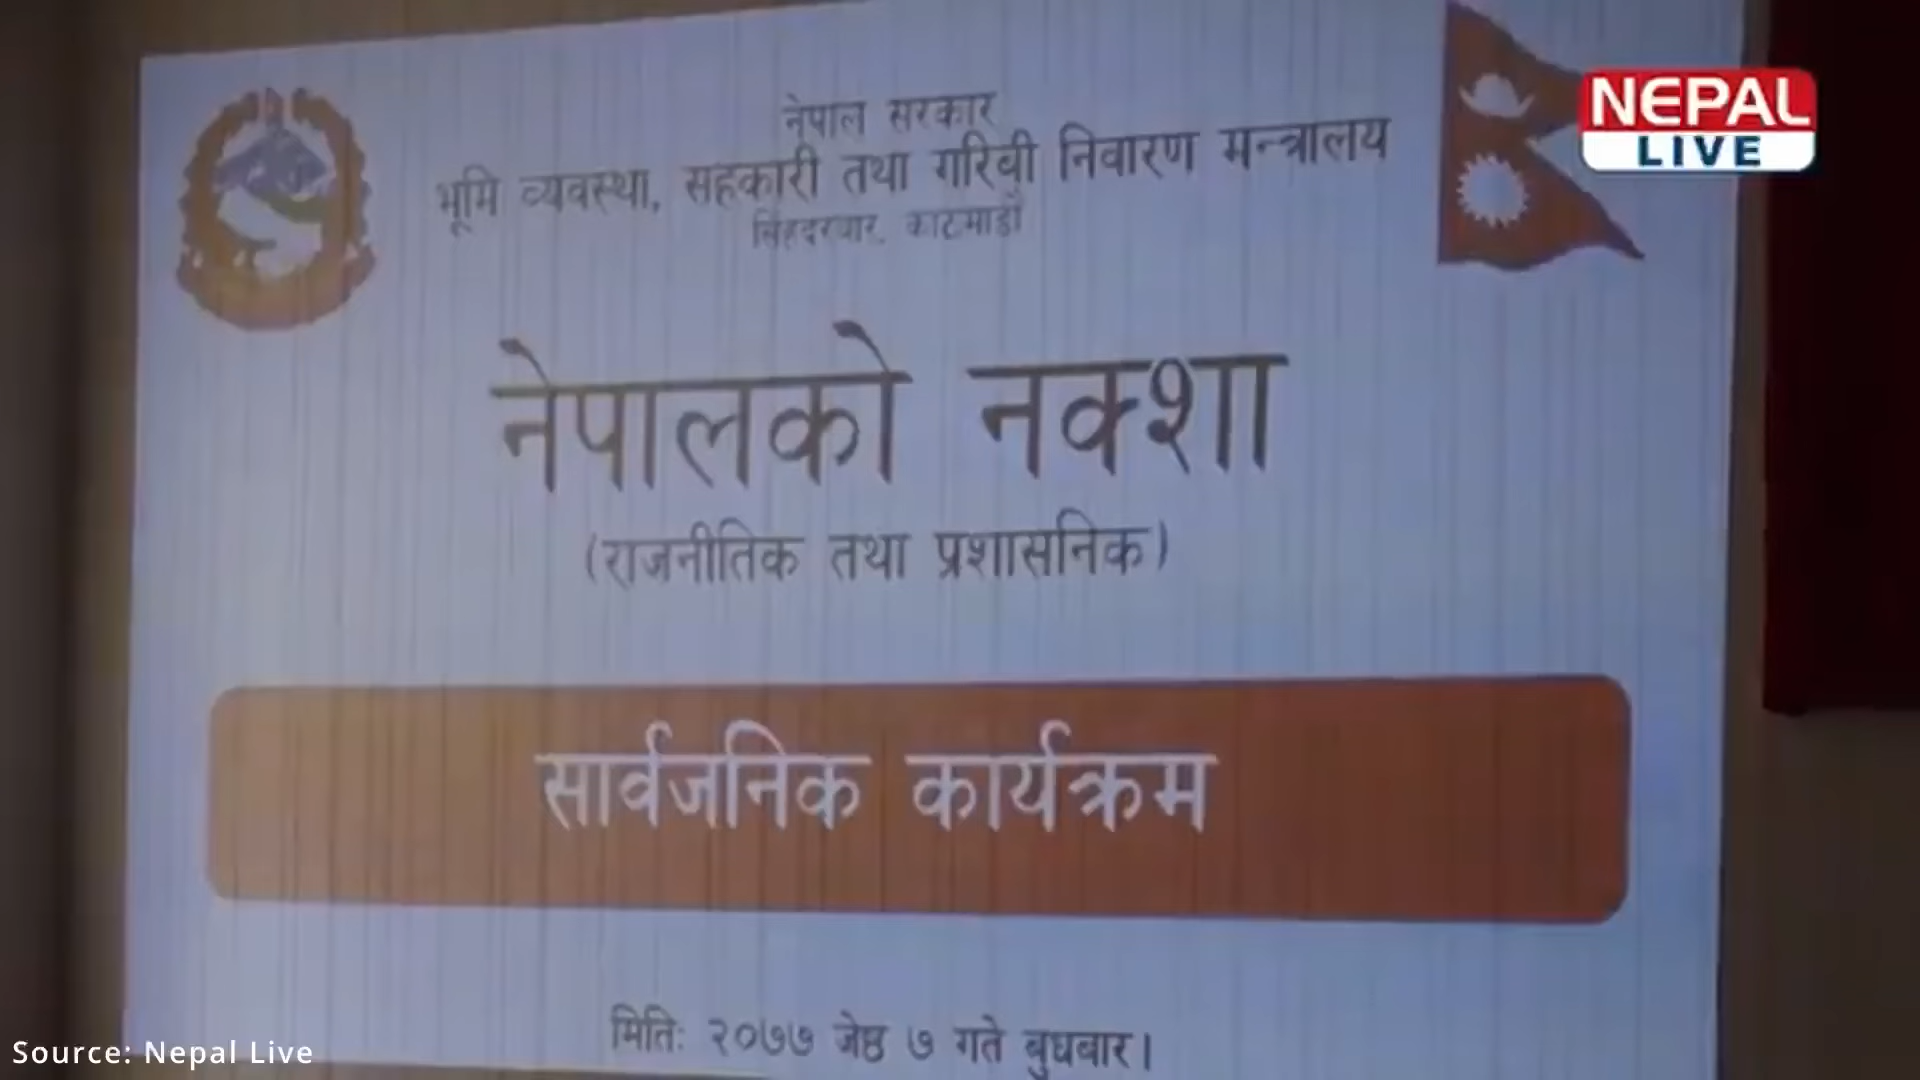 नेपाल सरकार
भूमि व्यवस्था, सहकारी तथा गरिवी निवारण मन्त्रालय
सिंहदरवार, काठमाडौं
नेपालको नक्शा
(राजनीतिक तथा प्रशासनिक)
सार्वजनिक कार्यक्रम
मिति: २०७७ जेष्ठ ७ गते बुधबार।
NEPAL
LIVE
Source: Nepal Live